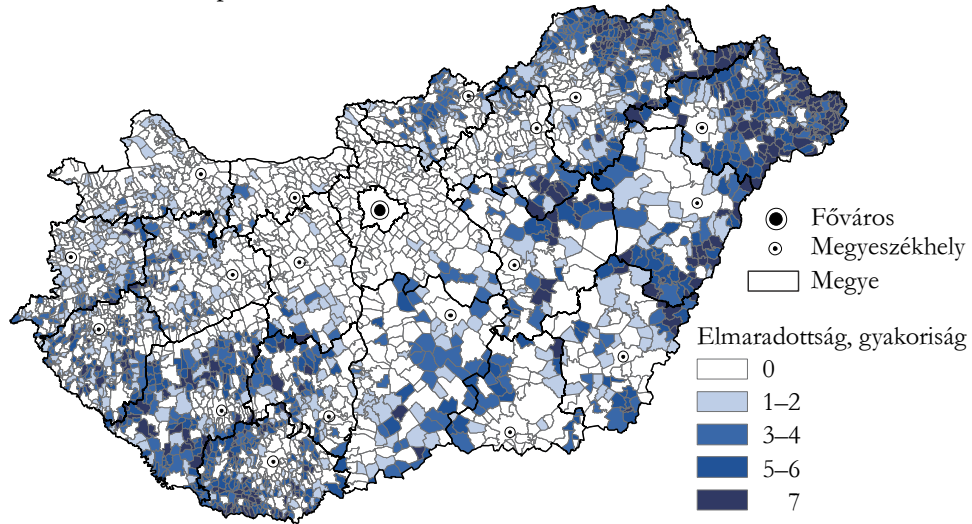 Főváros
Megyeszékhely
Megye
Elmaradottság, gyakoriság
0
1–2
3–4
5–6
7